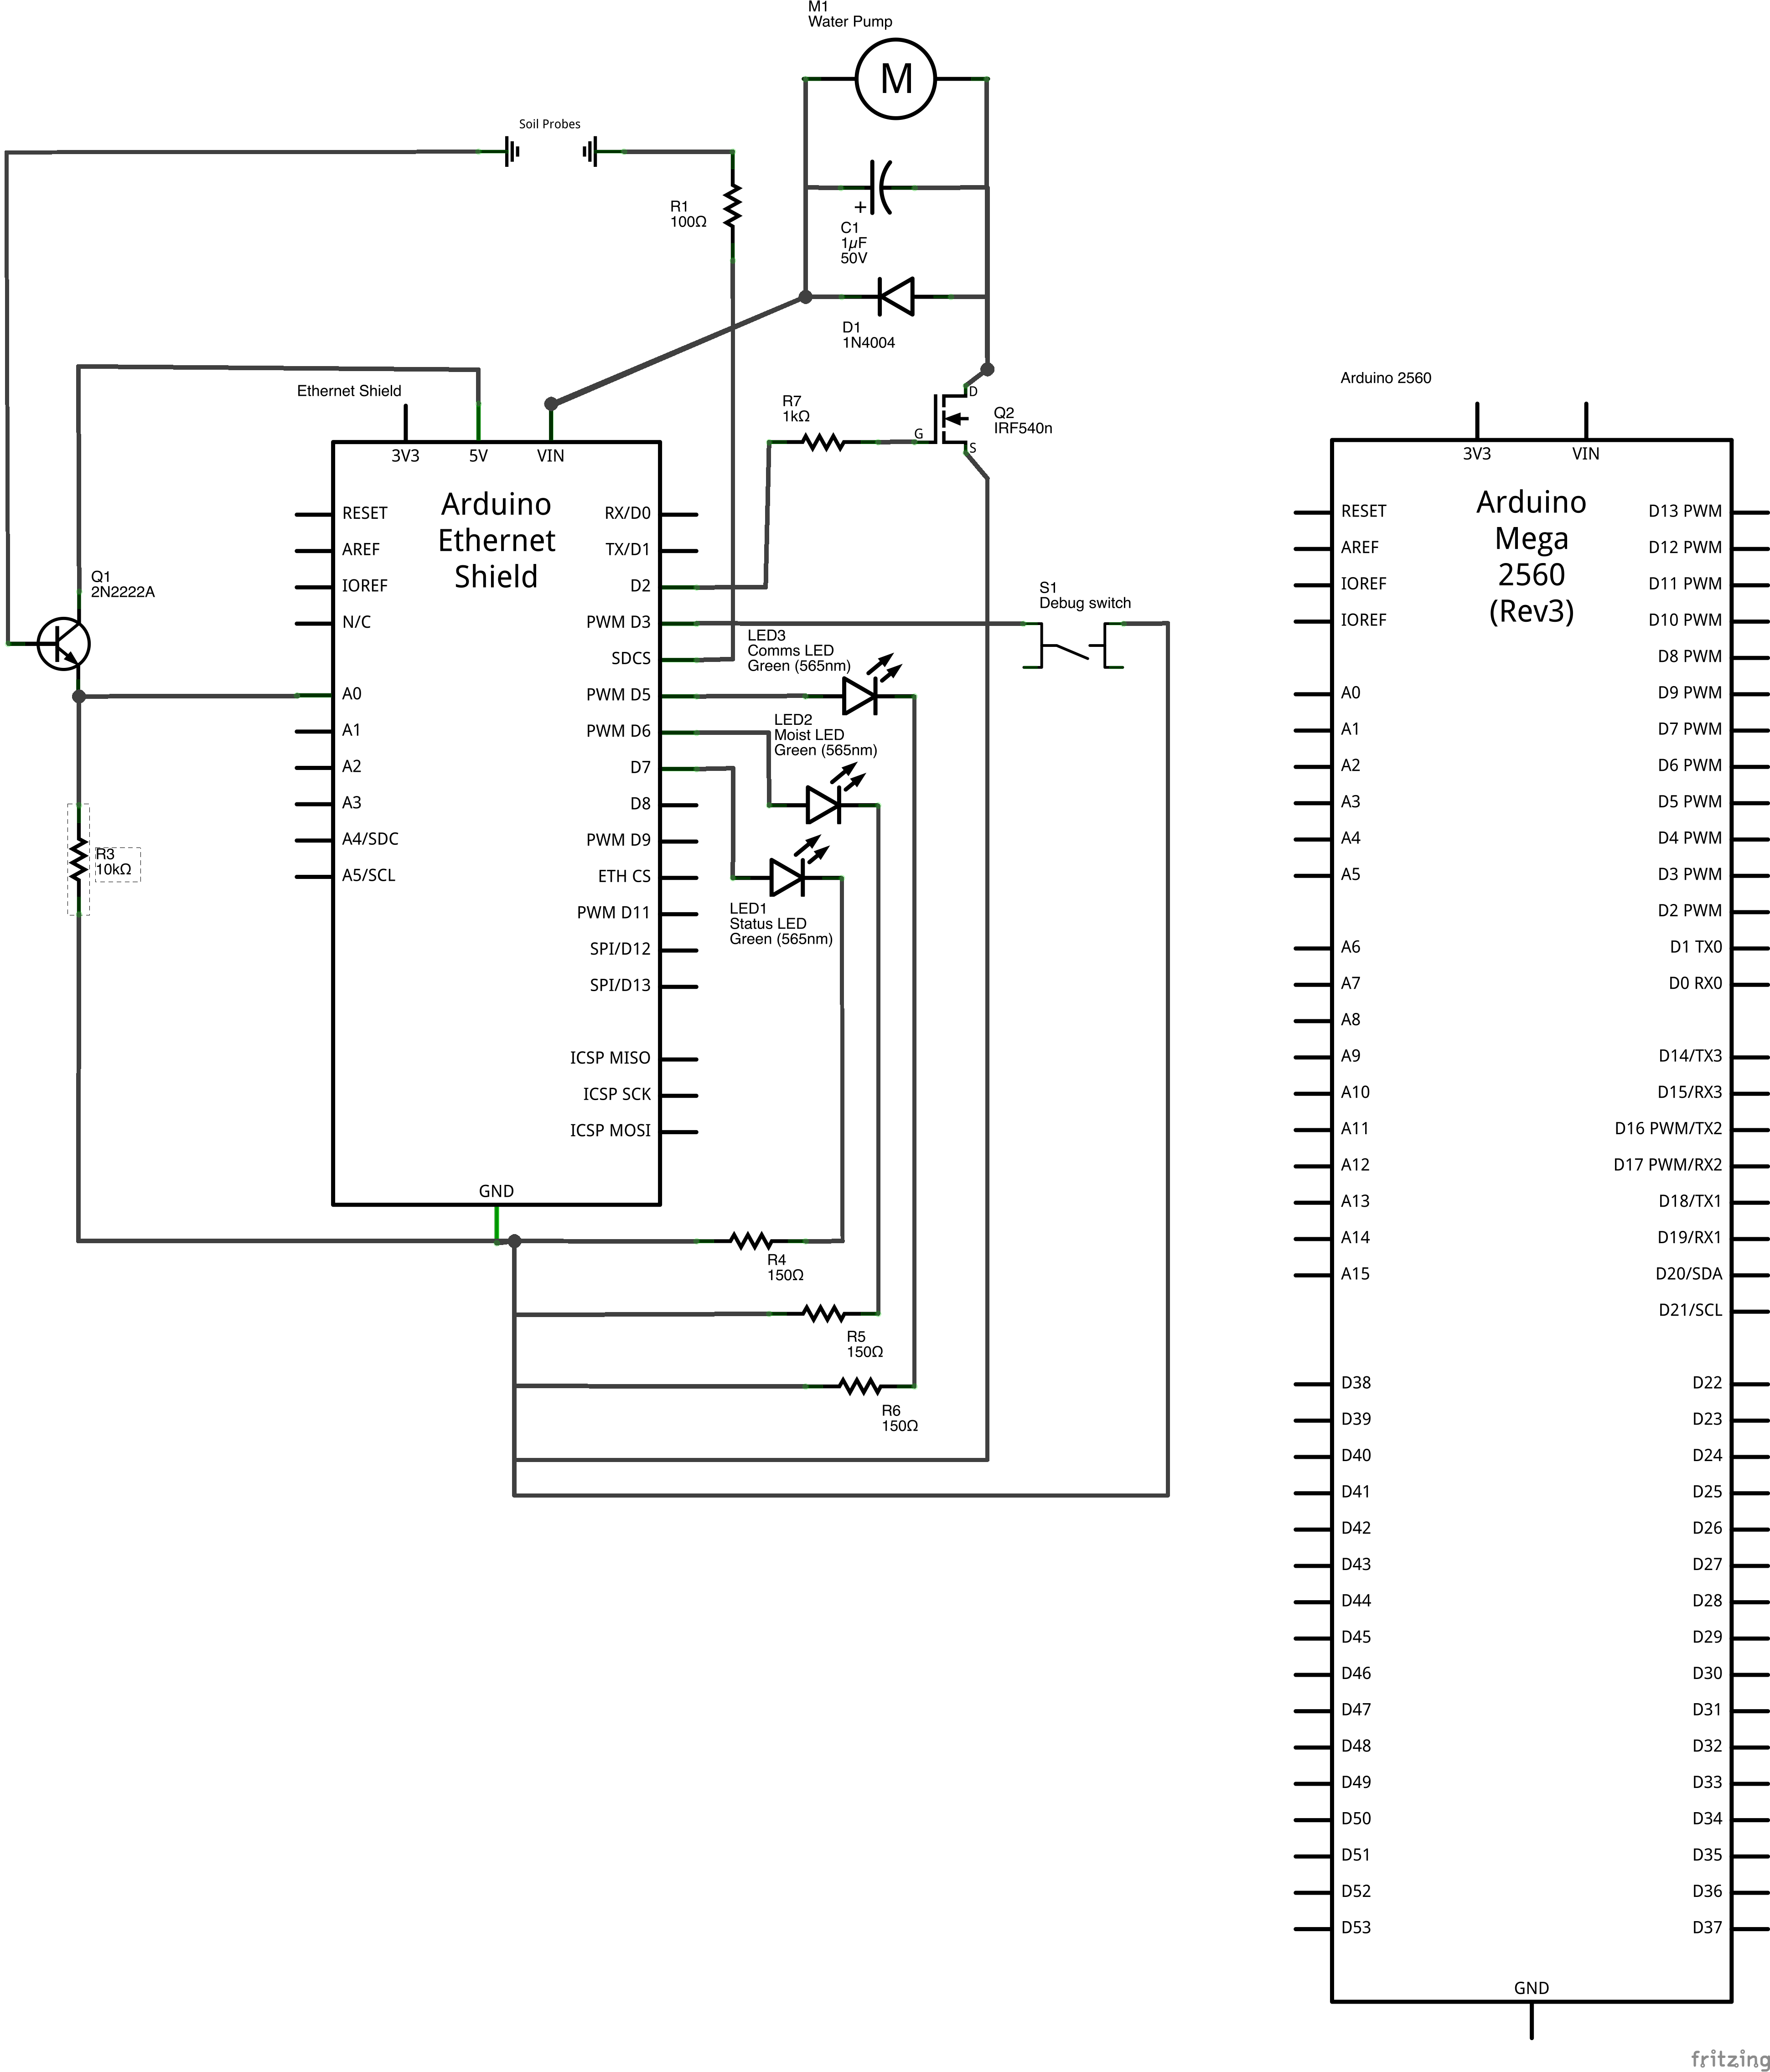 M1
Water Pump
M
Soil Probes
R1
100Ω
+
C1
1µF
50V
D1
1N4004
Ethernet Shield
3V3
5V
VIN
Arduino
Ethernet
Shield
RESET
AREF
IOREF
N/C
A0
A1
A2
A3
A4/SDC
A5/SCL
RX/D0
TX/D1
D2
PWM D3
SDCS
PWM D5
PWM D6
D7
D8
PWM D9
ETH CS
PWM D11
SPI/D12
SPI/D13
ICSP MISO
ICSP SCK
ICSP MOSI
GND
Q1
2N2222A
R3
10kΩ
R7
1kΩ
D
G
S
Q2
IRF540n
S1
Debug switch
LED3
Comms LED
Green (565nm)
LED2
Moist LED
Green (565nm)
LED1
Status LED
Green (565nm)
R4
150Ω
R5
150Ω
R6
150Ω
Arduino 2560
3V3
VIN
Arduino
Mega
2560
(Rev3)
RESET
AREF
IOREF
IOREF
A0
A1
A2
A3
A4
A5
A6
A7
A8
A9
A10
A11
A12
A13
A14
A15
D38
D39
D40
D41
D42
D43
D44
D45
D46
D47
D48
D49
D50
D51
D52
D53
D13 PWM
D12 PWM
D11 PWM
D10 PWM
D8 PWM
D9 PWM
D7 PWM
D6 PWM
D5 PWM
D4 PWM
D3 PWM
D2 PWM
D1 TX0
D0 RX0
D14/TX3
D15/RX3
D16 PWM/TX2
D17 PWM/RX2
D18/TX1
D19/RX1
D20/SDA
D21/SCL
D22
D23
D24
D25
D26
D27
D28
D29
D30
D31
D32
D33
D34
D35
D36
D37
GND
fritzing